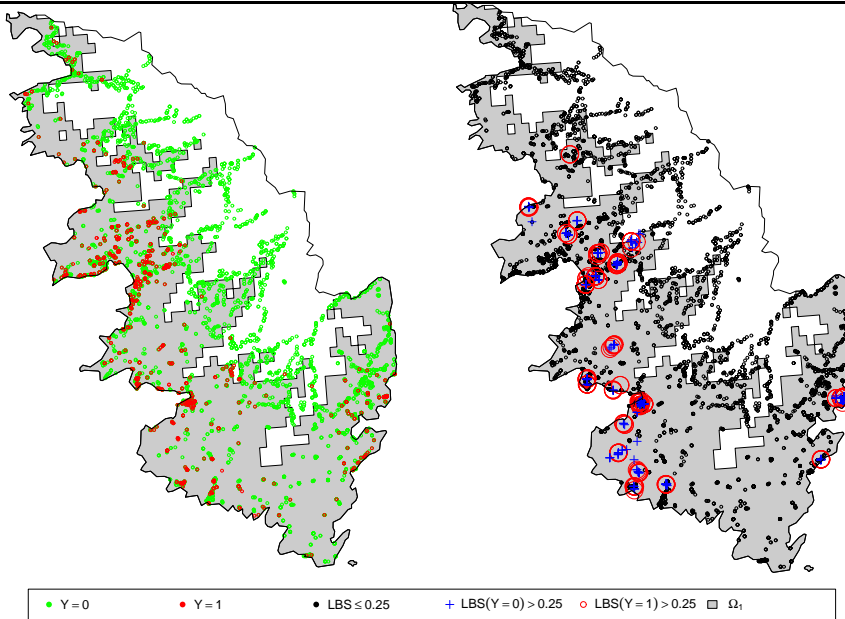 Y = 0 Y = 1 LBS ≤ 0.25 LBS(Y = 0) > 0.25 LBS(Y = 1) > 0.25 Ω₁